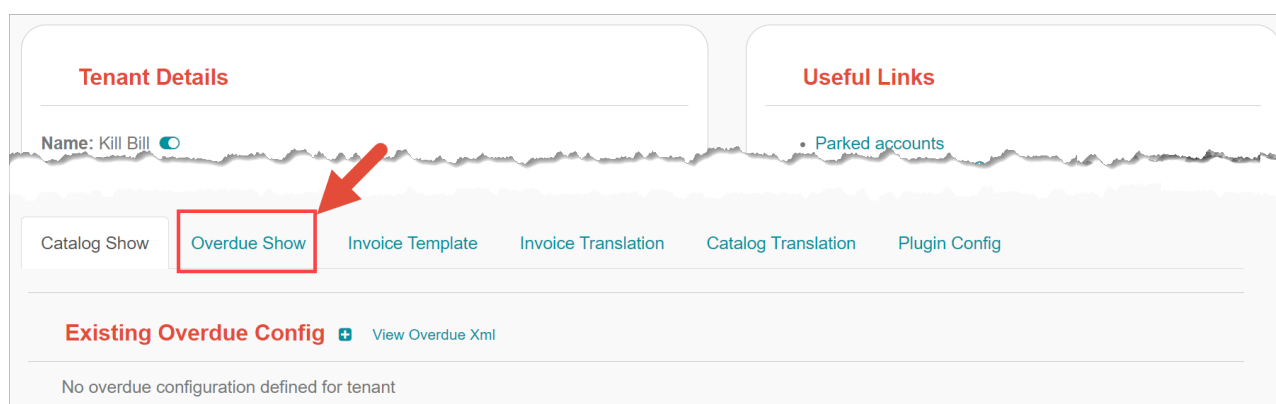 Tenant Details
Useful Links
Name: Kill Bill
• Parked accounts
Catalog Show Overdue Show Invoice Template Invoice Translation Catalog Translation Plugin Config
Existing Overdue Config View Overdue Xml
No overdue configuration defined for tenant